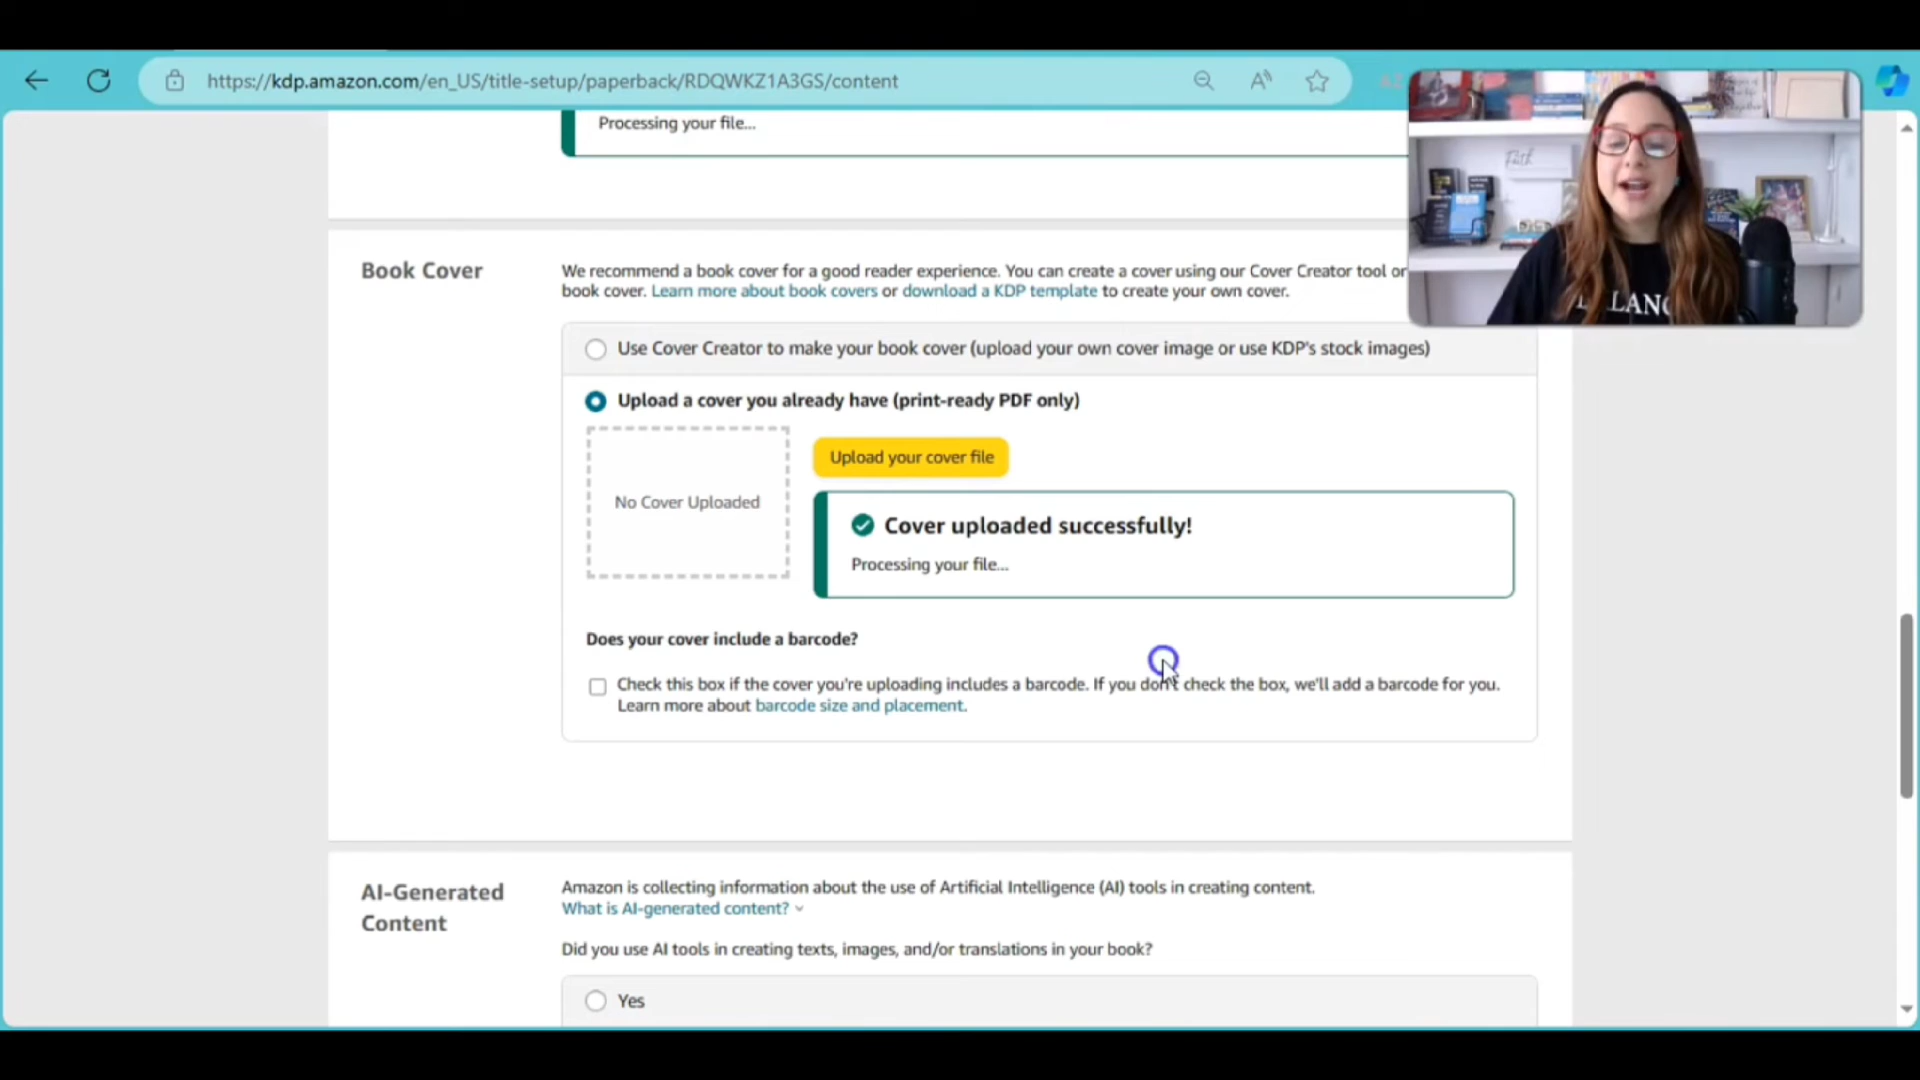 https://kdp.amazon.com/en_US/title-setup/paperback/RDQWKZ1A3GS/content
Processing your file...
Book Cover
We recommend a book cover for a good reader experience. You can create a cover using our Cover Creator tool or
book cover. Learn more about book covers or download a KDP template to create your own cover.
Use Cover Creator to make your book cover (upload your own cover image or use KDP's stock images)
Upload a cover you already have (print-ready PDF only)
Upload your cover file
No Cover Uploaded
Cover uploaded successfully!
Processing your file...
Does your cover include a barcode?
Check this box if the cover you're uploading includes a barcode. If you don't check the box, we'll add a barcode for you.
Learn more about barcode size and placement.
AI-Generated
Content
Amazon is collecting information about the use of Artificial Intelligence (AI) tools in creating content.
What is AI-generated content?
Did you use AI tools in creating texts, images, and/or translations in your book?
Yes
Faith